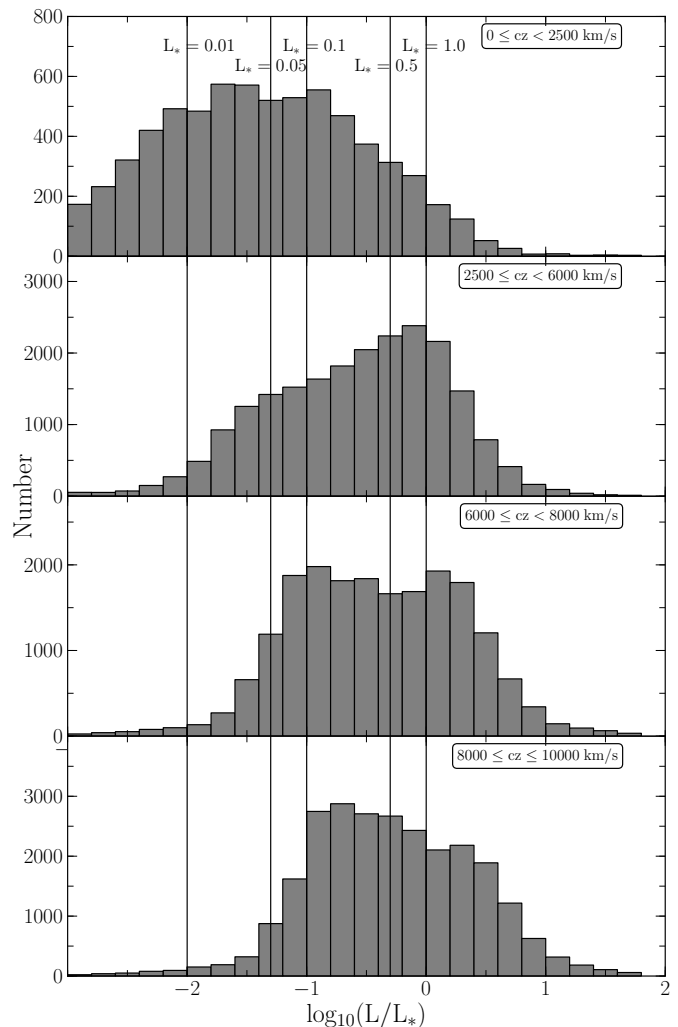 800
L* = 0.01
L* = 0.1
L* = 1.0
0 ≤ cz < 2500 km/s
L* = 0.05
L* = 0.5
600
400
200
0
2500 ≤ cz < 6000 km/s
3000
2000
1000
0
Number
6000 ≤ cz < 8000 km/s
2000
1000
0
8000 ≤ cz ≤ 10000 km/s
3000
2000
1000
0
−2
−1
0
1
2
log₁₀(L/L*)